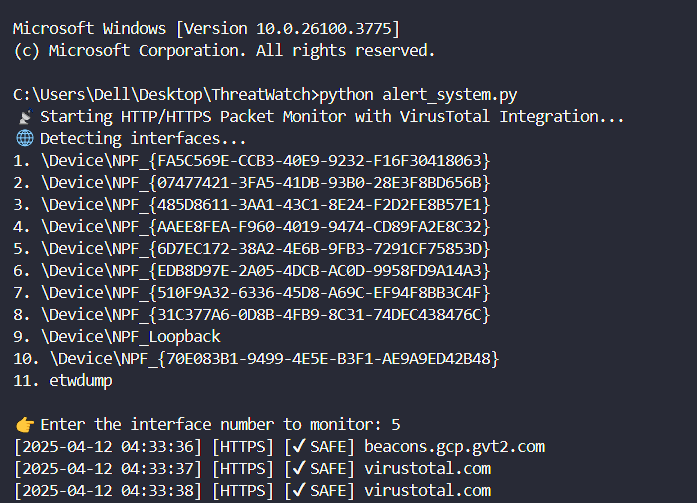 Microsoft Windows [Version 10.0.26100.3775]
(c) Microsoft Corporation. All rights reserved.
C:\Users\Dell\Desktop\ThreatWatch>python alert_system.py
📡 Starting HTTP/HTTPS Packet Monitor with VirusTotal Integration...
🌐 Detecting interfaces...
1. \Device\NPF_{FA5C569E-CCB3-40E9-9232-F16F30418063}
2. \Device\NPF_{07477421-3FA5-41DB-93B0-28E3F8BD656B}
3. \Device\NPF_{485D8611-3AA1-43C1-8E24-F2D2FE8B57E1}
4. \Device\NPF_{AAEE8FEA-F960-4019-9474-CD89FA2E8C32}
5. \Device\NPF_{6D7EC172-38A2-4E6B-9FB3-7291CF75853D}
6. \Device\NPF_{EDB8D97E-2A05-4DCB-AC0D-9958FD9A14A3}
7. \Device\NPF_{510F9A32-6336-45D8-A69C-EF94F8BB3C4F}
8. \Device\NPF_{31C377A6-0D8B-4FB9-8C31-74DEC438476C}
9. \Device\NPF_Loopback
10. \Device\NPF_{70E083B1-9499-4E5E-B3F1-AE9A9ED42B48}
11. etwdump
👉 Enter the interface number to monitor: 5
[2025-04-12 04:33:36] [HTTPS] [✓SAFE] beacons.gcp.gvt2.com
[2025-04-12 04:33:37] [HTTPS] [✓SAFE] virustotal.com
[2025-04-12 04:33:38] [HTTPS] [✓SAFE] virustotal.com